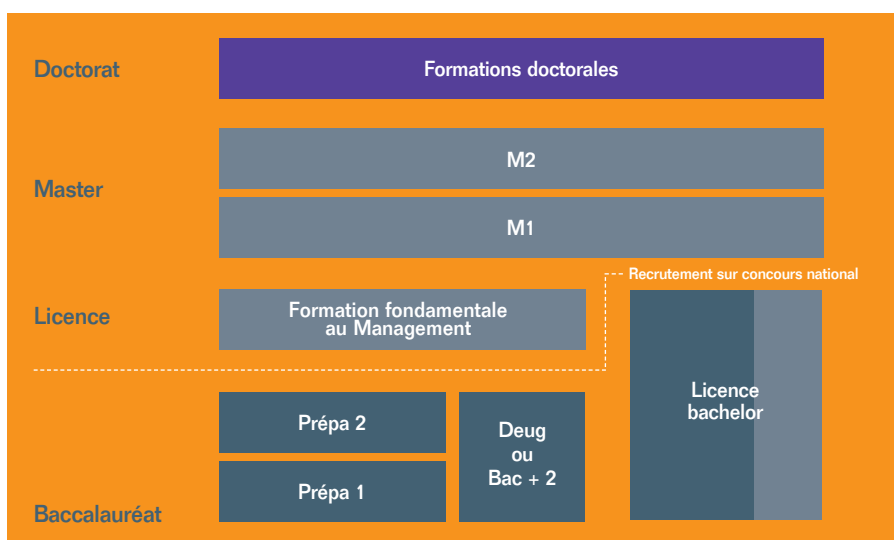 Doctorat
Formations doctorales
Master
M2
M1
Recrutement sur concours national
Licence
Formation fondamentale
au Management
Licence
bachelor
Prépa 2
Deug
ou
Bac + 2
Prépa 1
Baccalauréat